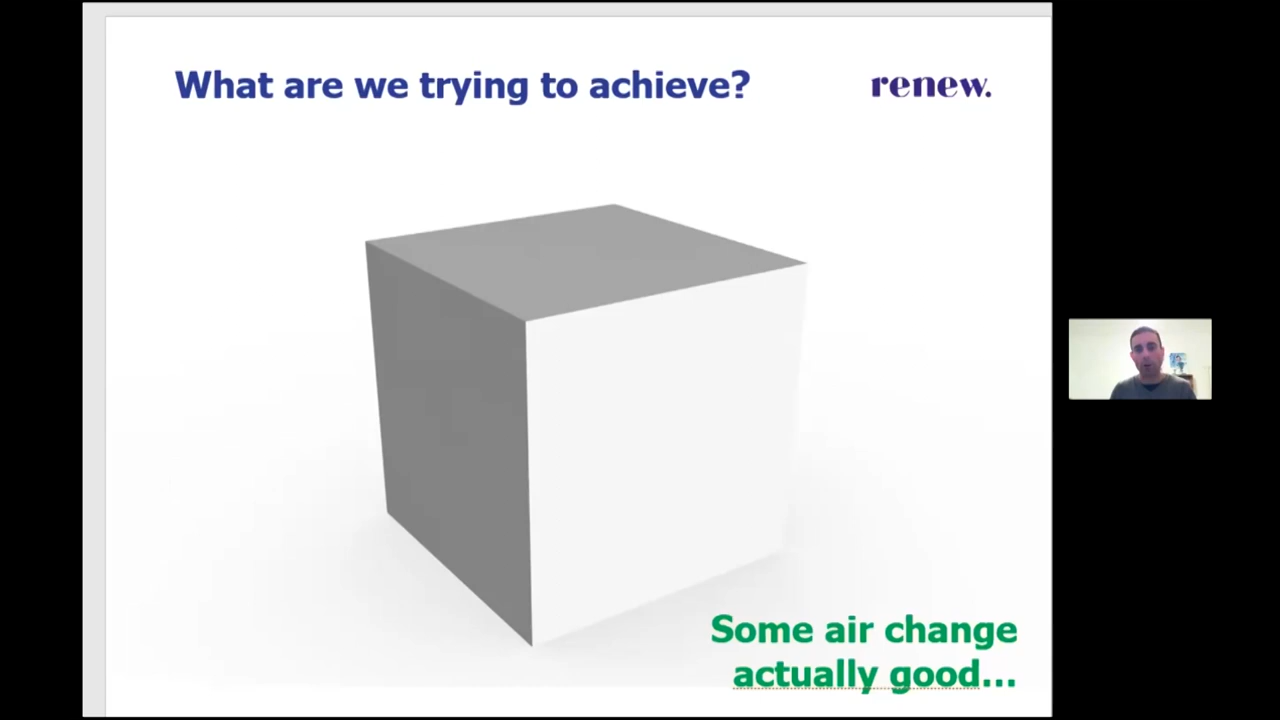 What are we trying to achieve?
renew.
Some air change
actually good...